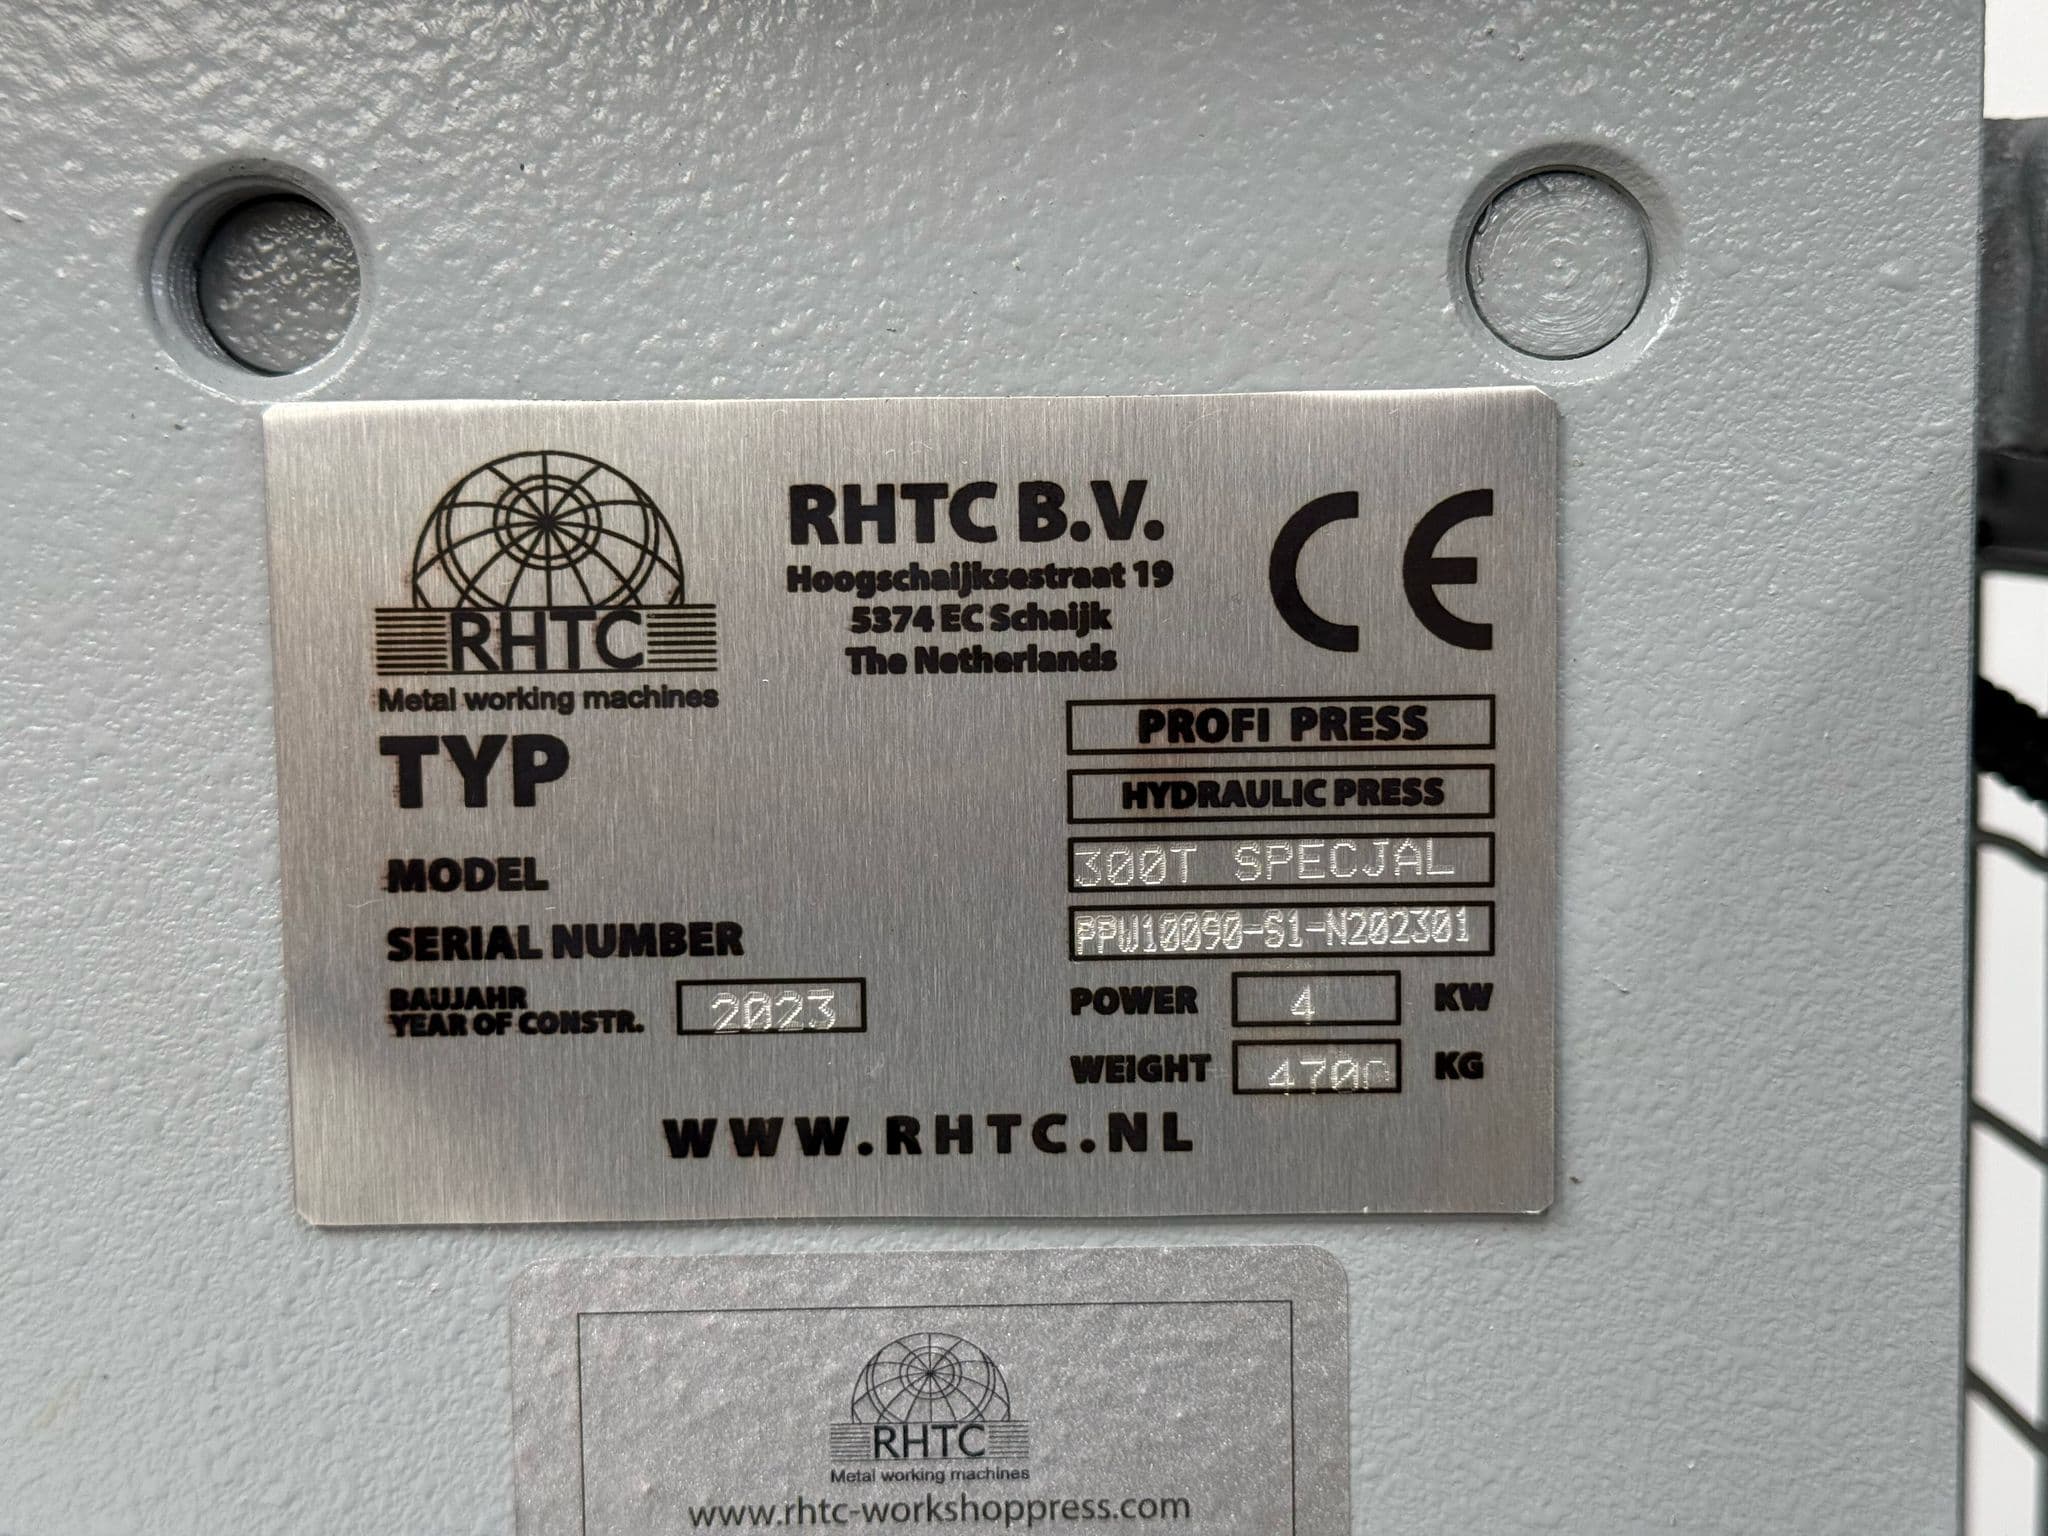 RHTC
Metal working machines
RHTC B.V.
Hoogschaijksestraat 19
5374 EC Schaijk
The Netherlands
CE
TYP
PROFI PRESS
HYDRAULIC PRESS
MODEL 300T SPECJAL
SERIAL NUMBER PPW10090-S1-N202301
BAUJAHR
YEAR OF CONSTR. 2023
POWER 4 KW
WEIGHT 4700 KG
WWW.RHTC.NL
RHTC
Metal working machines
www.rhtc-workshoppress.com